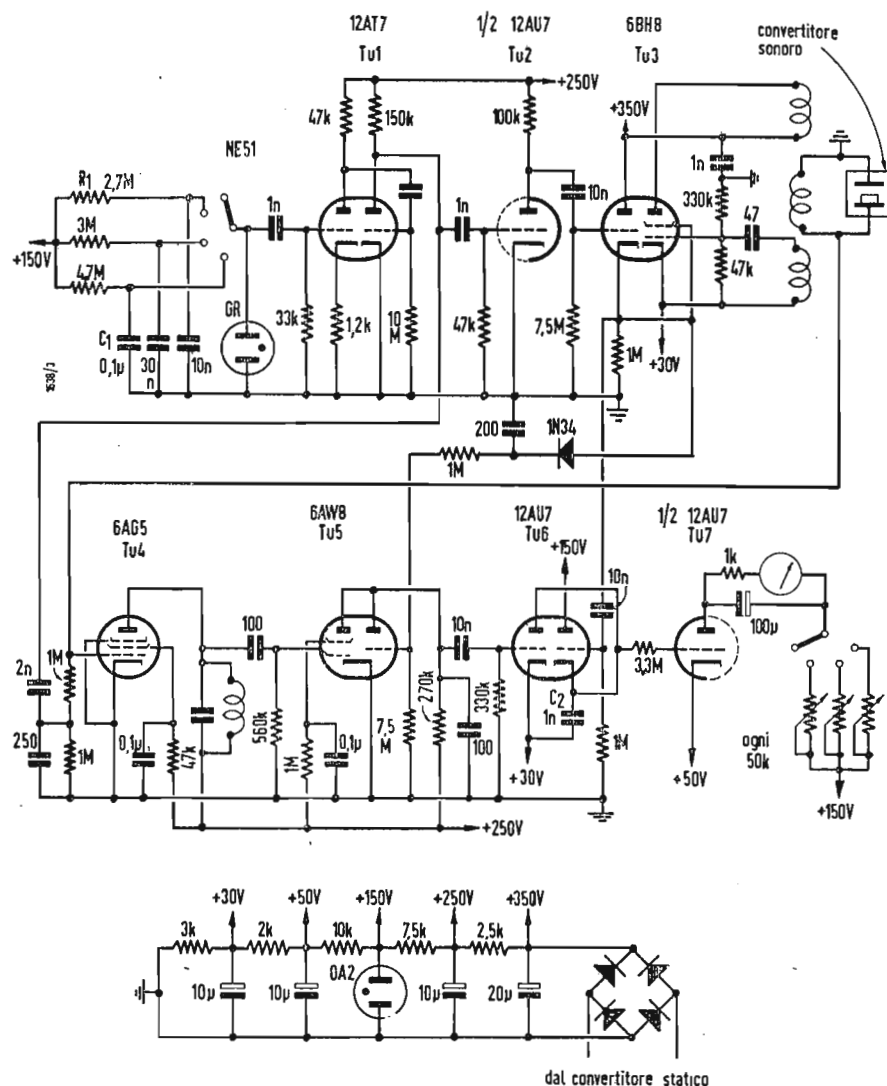 12AT7
Tu1
1/2 12AU7
Tu2
6BH8
Tu3
convertitore
sonoro
+250V
47k
150k
100k
+350V
NE51
R1 2,7M
3M
4,7M
+150V
1n
1n
10n
1n
330k
47
47k
GR
33k
1,2k
10
M
47k
7,5M
1M
+30V
C1
0,1µ
30
n
10n
1638/3
200
1N34
1M
6AG5
Tu4
6AW8
Tu5
12AU7
Tu6
1/2 12AU7
Tu7
+150V
10n
1k
100µ
100
10n
3,3M
2n
1M
250
1M
0,1µ
47k
560k
1M
0,1µ
7,5
M
270k
100
330k
C2
1n
1M
+30V
+50V
ogni
50k
+150V
+250V
+30V
+50V
+150V
+250V
+350V
3k
2k
10k
7,5k
2,5k
0A2
10µ
10µ
10µ
20µ
dal convertitore statico